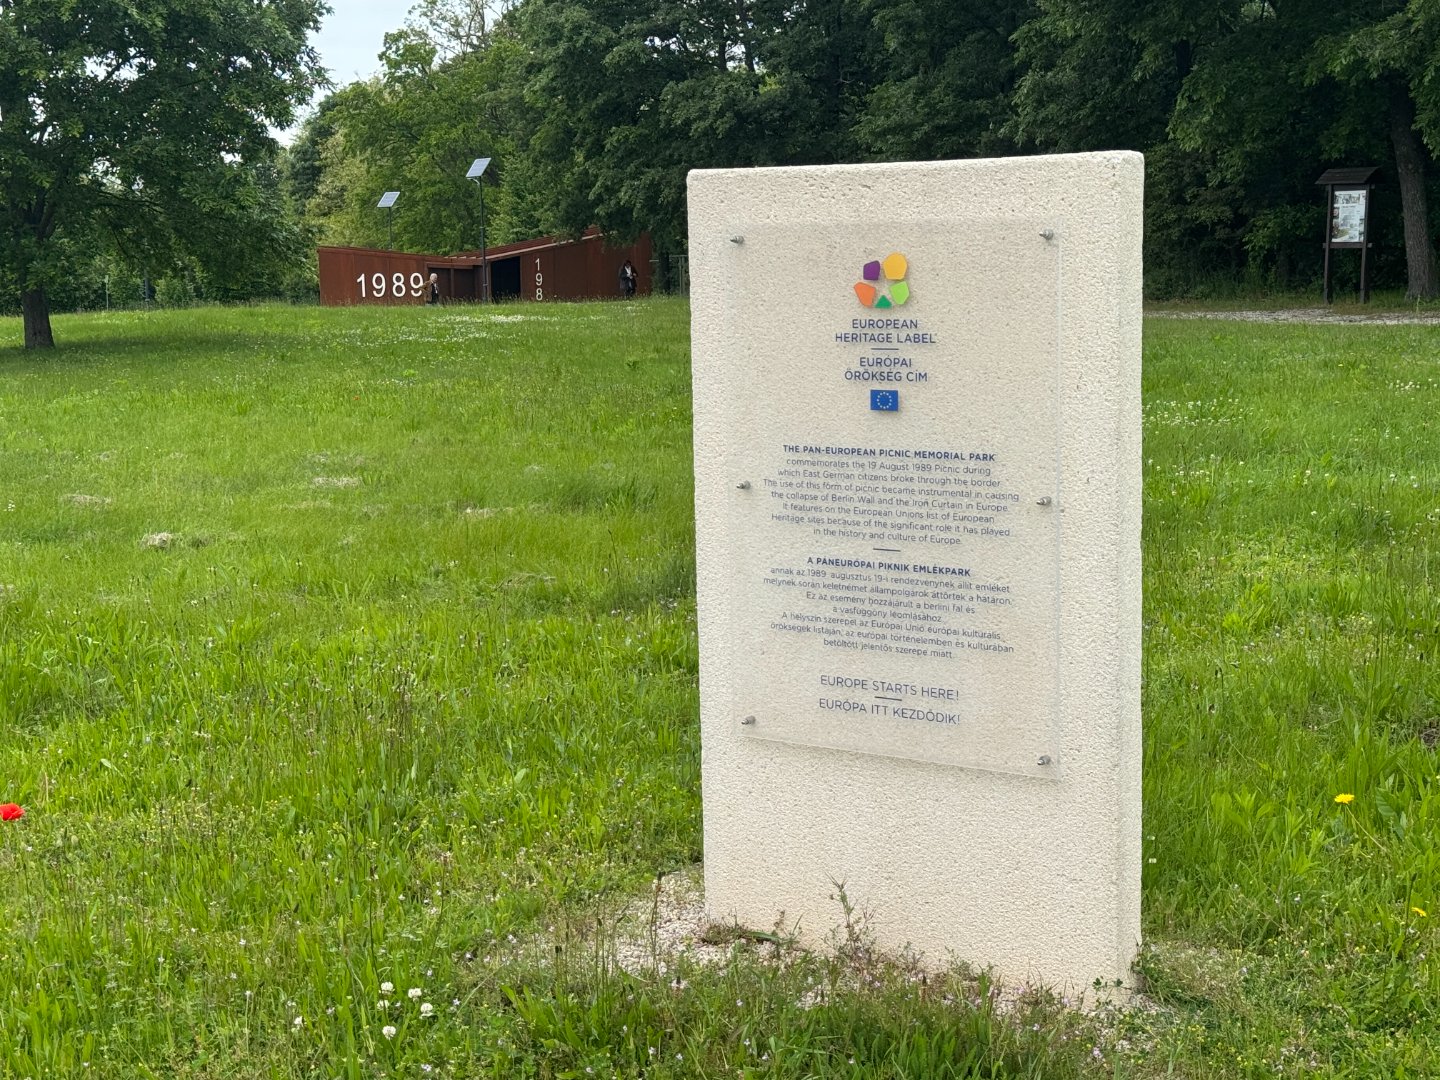 1989
198
EUROPEAN
HERITAGE LABEL
EURÓPAI
ÖRÖKSÉG CÍM
THE PAN-EUROPEAN PICNIC MEMORIAL PARK
commemorates the 19 August 1989 Picnic during
which East German citizens broke through the border.
The use of this form of picnic became instrumental in causing
the collapse of Berlin Wall and the Iron Curtain in Europe.
It features on the European Unions list of European
Heritage sites because of the significant role it has played
in the history and culture of Europe.
A PÁNEURÓPAI PIKNIK EMLÉKPARK
annak az 1989. augusztus 19-i rendezvénynek állít emléket
melynek során keletnémet állampolgárok áttörtek a határon.
Ez az esemény hozzájárult a berlini fal és
a vasfüggöny leomlásához.
A helyszín szerepel az Európai Unió európai kulturális
örökségek listáján, az európai történelemben és kultúrában
betöltött jelentős szerepe miatt.
EUROPE STARTS HERE!
EURÓPA ITT KEZDŐDIK!